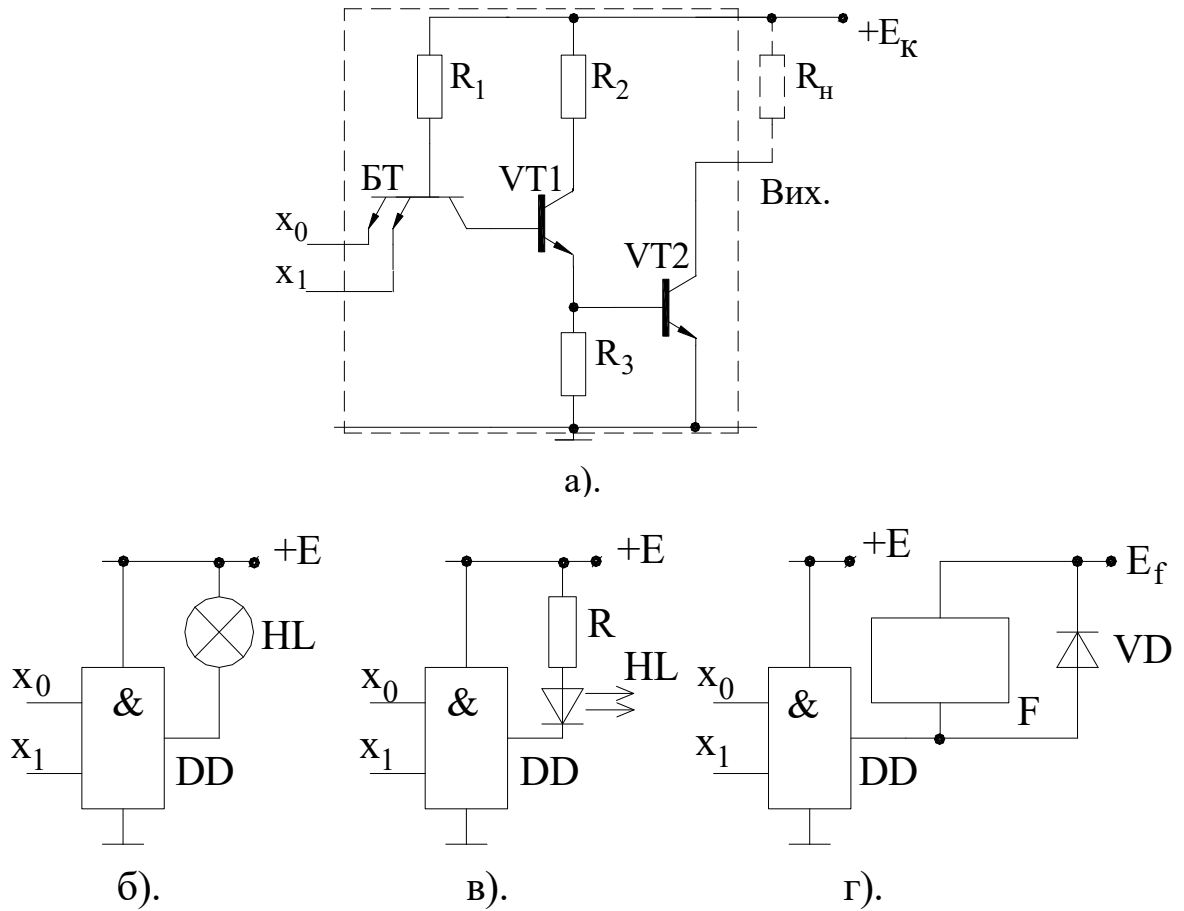 +Eк
R1 R2 Rн
БТ VT1 Вих.
x0
x1 VT2
R3
а).
+E +E +E Ef
HL R HL VD
x0 & x0 & x0 & F
x1 DD x1 DD x1 DD
б). в). г).